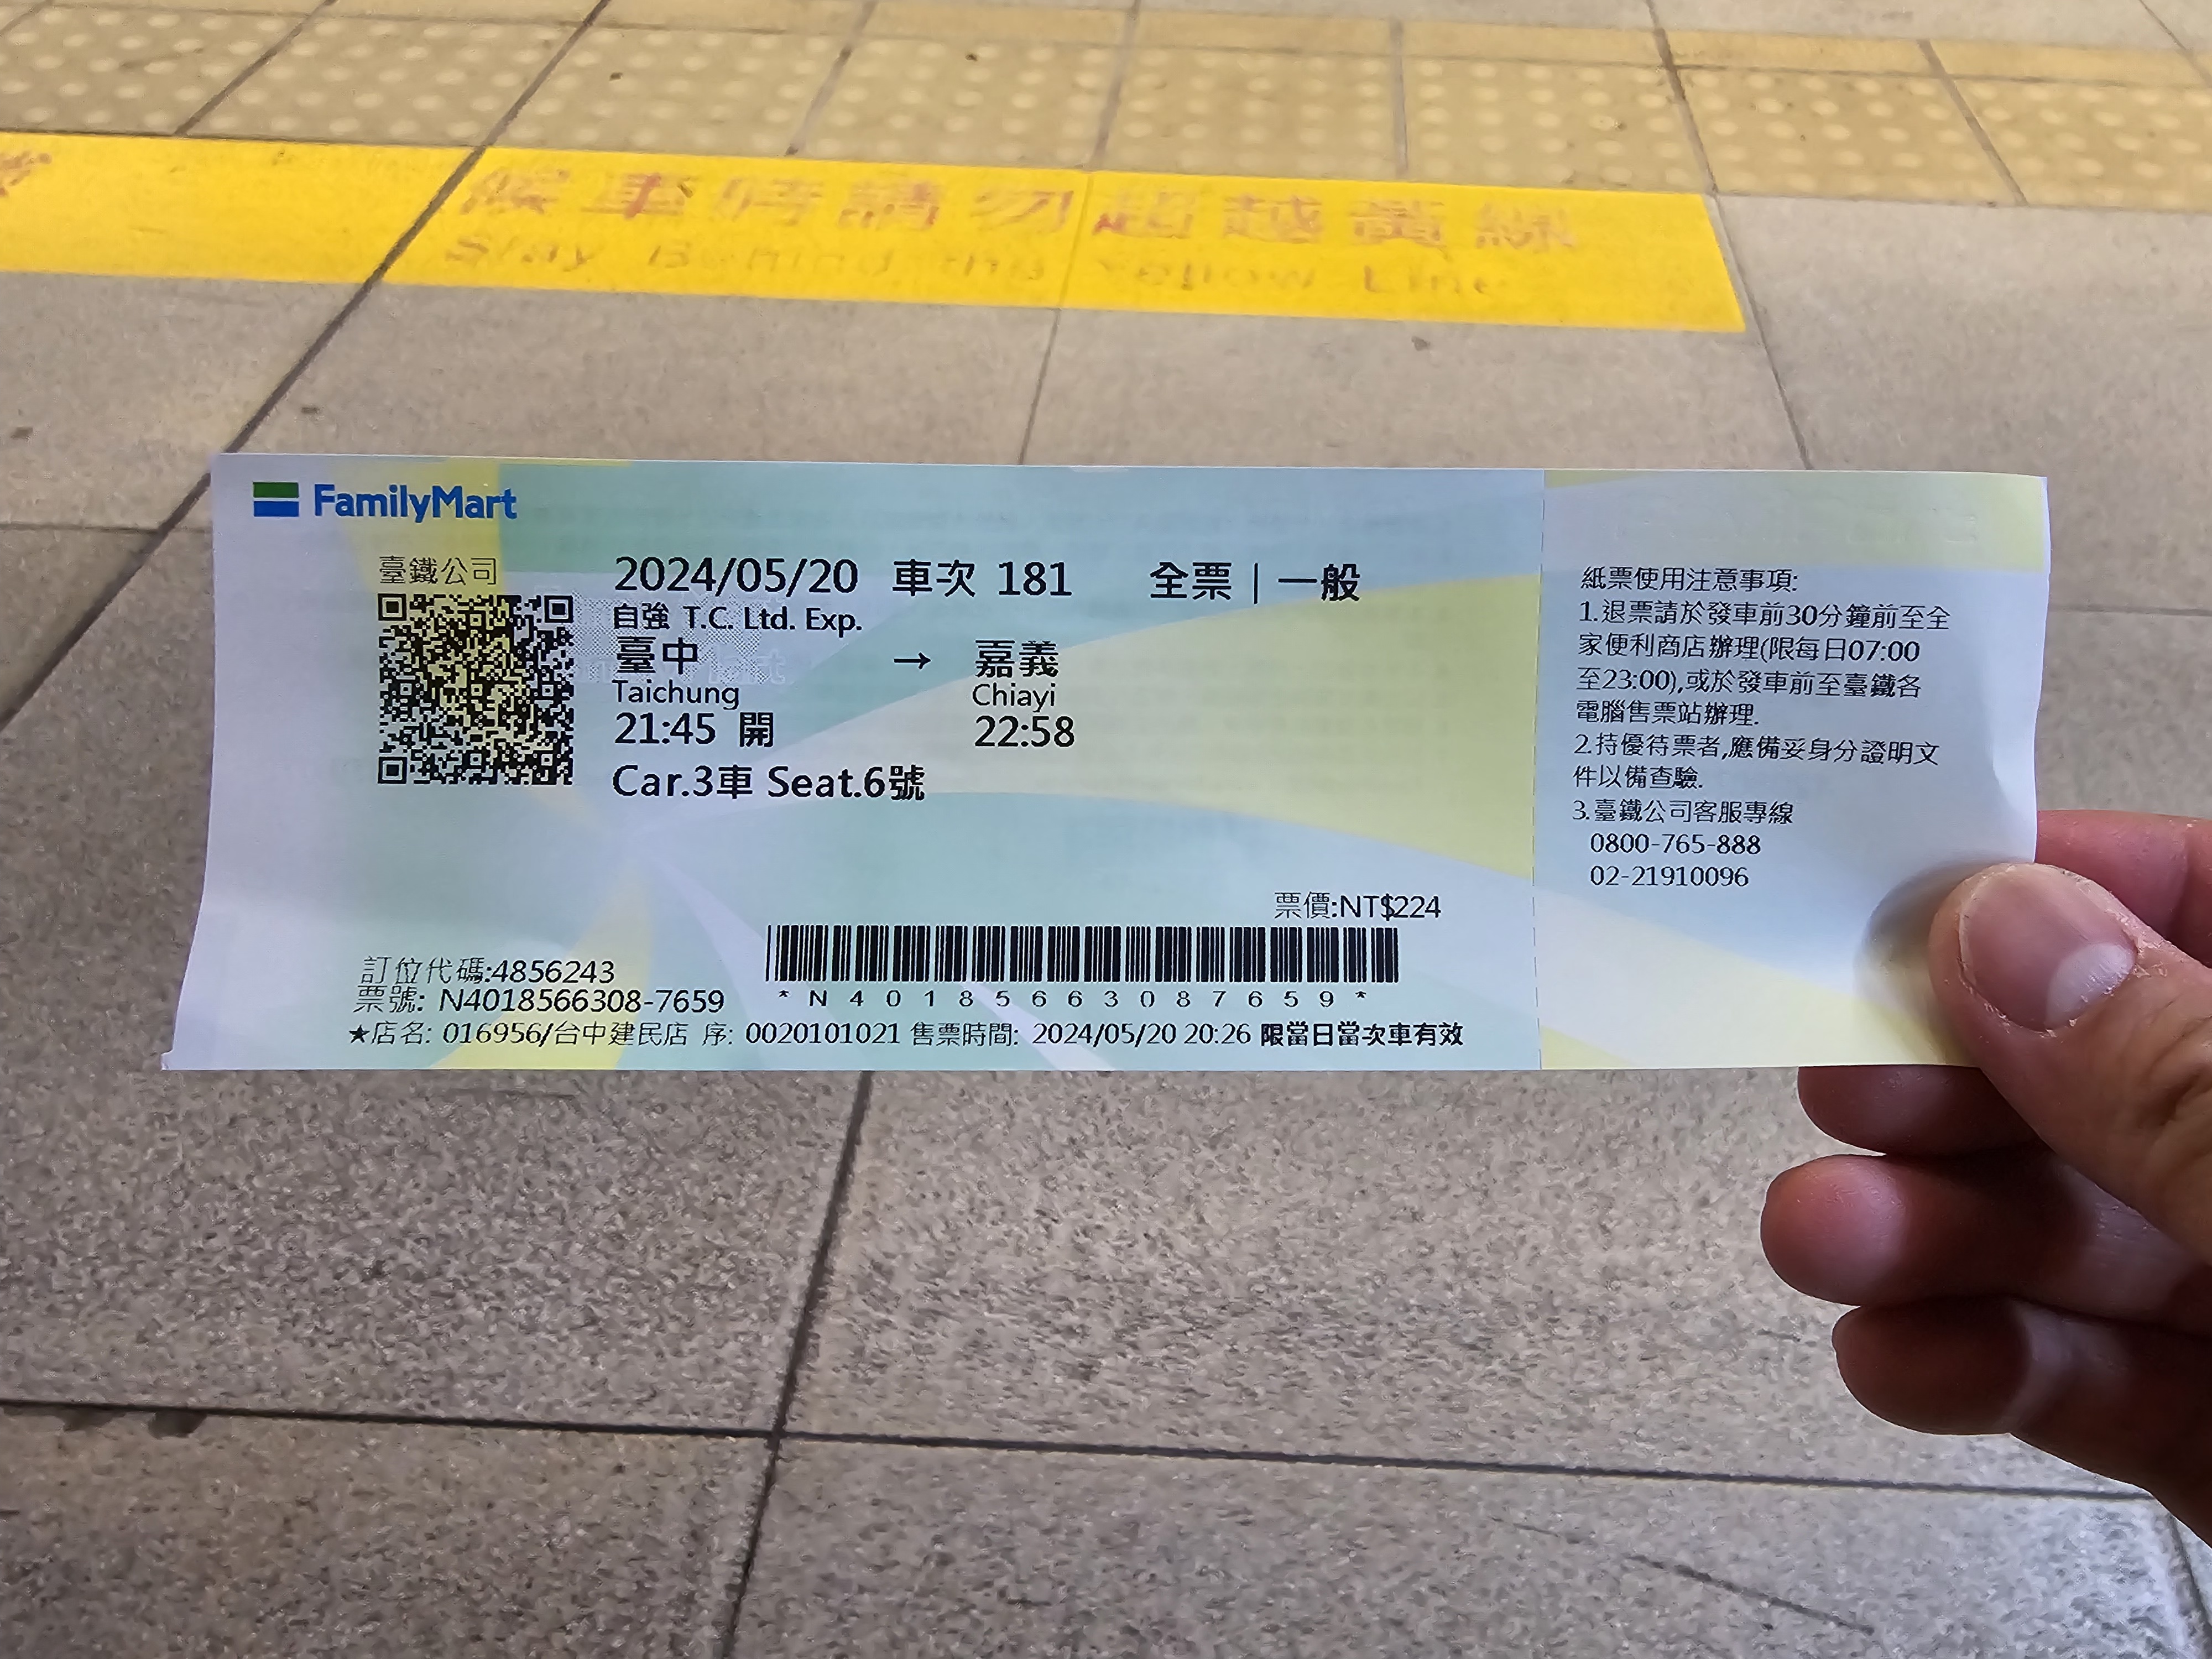 候車時請勿超越黃線
Stay Behind the Yellow Line
FamilyMart
臺鐵公司
2024/05/20 車次 181 全票 | 一般
自強 T.C. Ltd. Exp.
臺中 → 嘉義
Taichung Chiayi
21:45 開 22:58
Car.3車 Seat.6號
票價:NT$224
訂位代碼:4856243
票號: N4018566308-7659
*N40185663087659*
★店名: 016956/台中建民店 序: 0020101021 售票時間: 2024/05/20 20:26 限當日當次車有效
紙票使用注意事項:
1.退票請於發車前30分鐘前至全
家便利商店辦理(限每日07:00
至23:00),或於發車前至臺鐵各
電腦售票站辦理.
2.持優待票者,應備妥身分證明文
件以備查驗.
3.臺鐵公司客服專線
0800-765-888
02-21910096